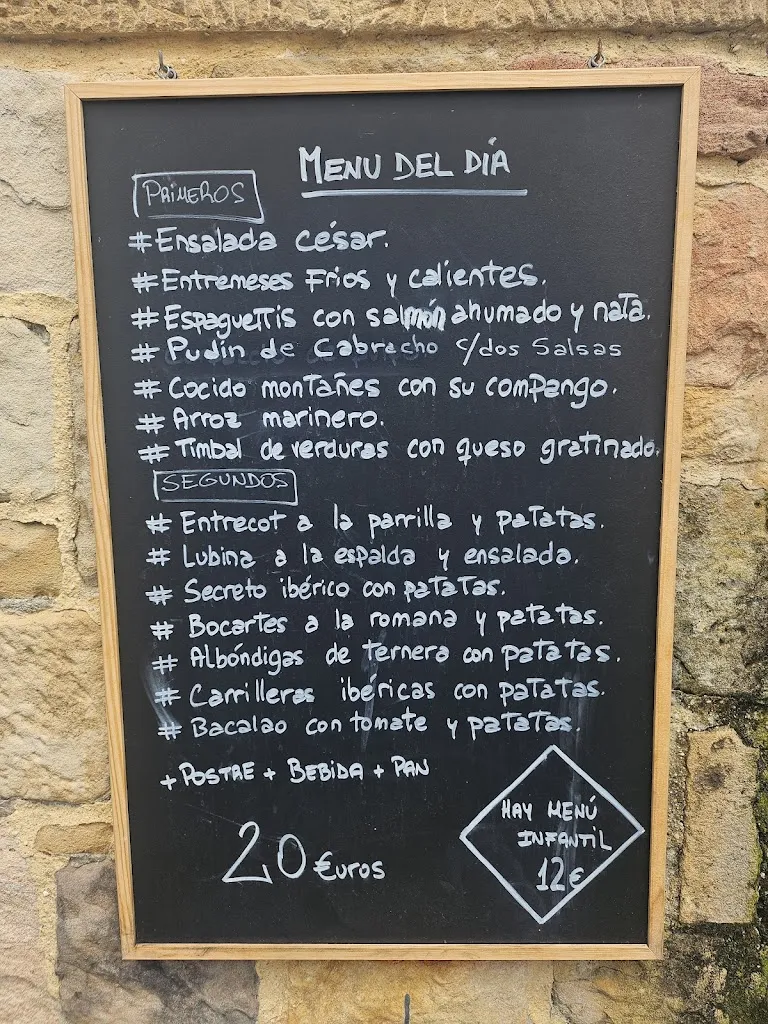 MENU DEL DÍA
PRIMEROS
#Ensalada césar.
#Entremeses Frios y calientes.
#Espaguettis con salmón ahumado y nata.
#Pudin de Cabracho c/dos Salsas
#Cocido montañes con su compango.
#Arroz marinero.
#Timbal de verduras con queso gratinado.
SEGUNDOS
# Entrecot a la parrilla y patatas.
# Lubina a la espalda y ensalada.
# Secreto ibérico con patatas.
# Bocartes a la romana y patatas.
# Albóndigas de ternera con patatas.
# Carrilleras ibéricas con patatas.
# Bacalao con tomate y patatas.
+ POSTRE + BEBIDA + PAN
20 €uros
HAY MENÚ
INFANTIL
12€